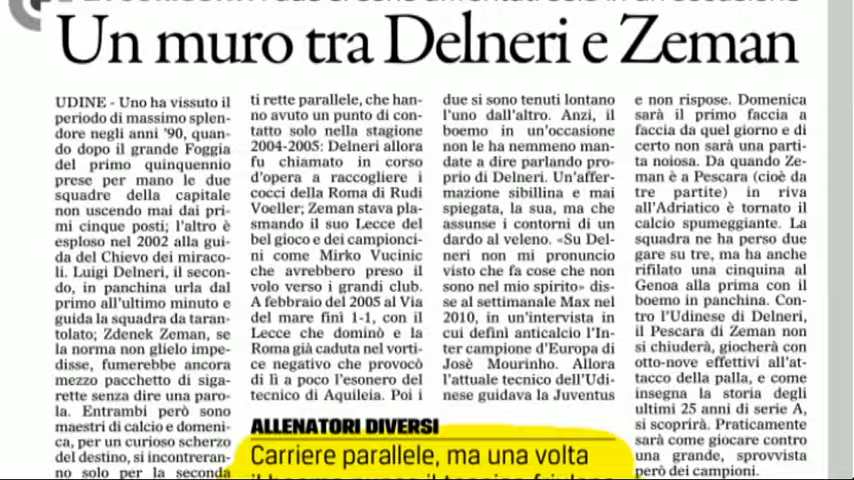 Un muro tra Delneri e Zeman
UDINE - Uno ha vissuto il
periodo di massimo splen-
dore negli anni '90, quan-
do dopo il grande Foggia
del primo quinquennio
prese per mano le due
squadre della capitale
non uscendo mai dai pri-
mi cinque posti; l'altro è
esploso nel 2002 alla gui-
da del Chievo dei miraco-
li. Luigi Delneri, il secon-
do, in panchina urla dal
primo all'ultimo minuto e
guida la squadra da taran-
tolato; Zdenek Zeman, se
la norma non glielo impe-
disse, fumerebbe ancora
mezzo pacchetto di siga-
rette senza dire una paro-
la. Entrambi però sono
maestri di calcio e domeni-
ca, per un curioso scherzo
del destino, si incontreran-
no solo per la seconda
ti rette parallele, che han-
no avuto un punto di con-
tatto solo nella stagione
2004-2005: Delneri allora
fu chiamato in corso
d'opera a raccogliere i
cocci della Roma di Rudi
Voeller; Zeman stava pla-
smando il suo Lecce del
bel gioco e dei campionci-
ni come Mirko Vucinic
che avrebbero preso il
volo verso i grandi club.
A febbraio del 2005 al Via
del mare finì 1-1, con il
Lecce che dominò e la
Roma già caduta nel vorti-
ce negativo che provocò
di lì a poco l'esonero del
tecnico di Aquileia. Poi i
ALLENATORI DIVERSI
Carriere parallele, ma una volta
due si sono tenuti lontano
l'uno dall'altro. Anzi, il
boemo in un'occasione
non le ha nemmeno man-
date a dire parlando pro-
prio di Delneri. Un'affer-
mazione sibillina e mai
spiegata, la sua, ma che
assunse i contorni di un
dardo al veleno. «Su Del-
neri non mi pronuncio
visto che fa cose che non
sono nel mio spirito» dis-
se al settimanale Max nel
2010, in un'intervista in
cui definì anticalcio l'In-
ter campione d'Europa di
Josè Mourinho. Allora
l'attuale tecnico dell'Udi-
nese guidava la Juventus
e non rispose. Domenica
sarà il primo faccia a
faccia da quel giorno e di
certo non sarà una parti-
ta noiosa. Da quando Ze-
man è a Pescara (cioè da
tre partite) in riva
all'Adriatico è tornato il
calcio spumeggiante. La
squadra ne ha perso due
gare su tre, ma ha anche
rifilato una cinquina al
Genoa alla prima con il
boemo in panchina. Con-
tro l'Udinese di Delneri,
il Pescara di Zeman non
si chiuderà, giocherà con
otto-nove effettivi all'at-
tacco della palla, e come
insegna la storia degli
ultimi 25 anni di serie A,
si scoprirà. Praticamente
sarà come giocare contro
una grande, sprovvista
però dei campioni.